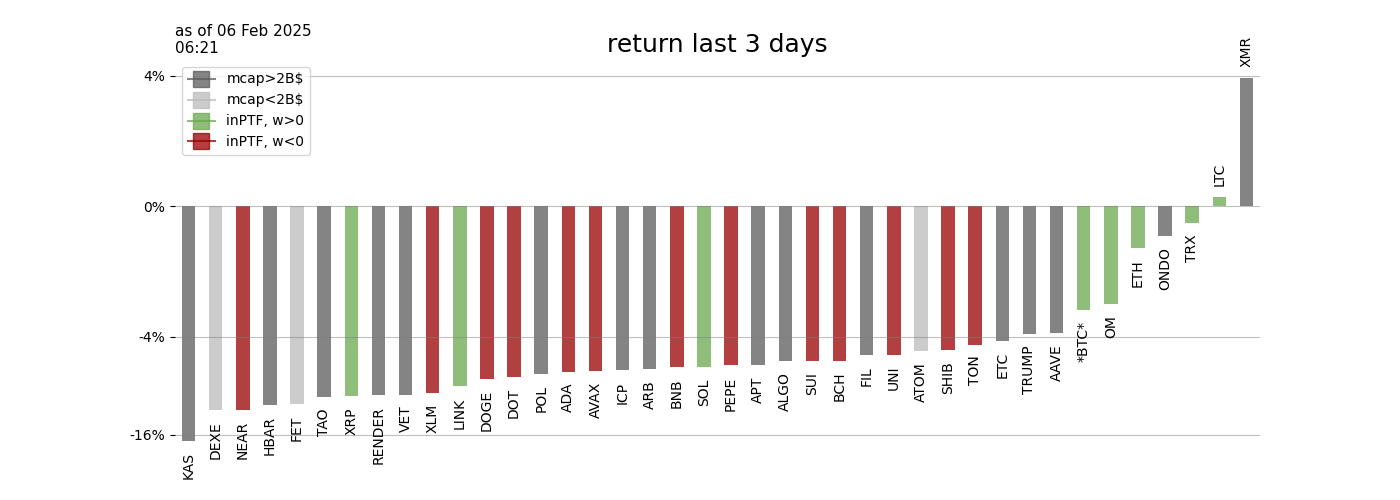 as of 06 Feb 2025
06:21
return last 3 days
mcap>2B$
mcap<2B$
inPTF, w>0
inPTF, w<0
4%
0%
-4%
-16%
KAS
DEXE
NEAR
HBAR
FET
TAO
XRP
RENDER
VET
XLM
LINK
DOGE
DOT
POL
ADA
AVAX
ICP
ARB
BNB
SOL
PEPE
APT
ALGO
SUI
BCH
FIL
UNI
ATOM
SHIB
TON
ETC
TRUMP
AAVE
*BTC*
OM
ETH
ONDO
TRX
LTC
XMR